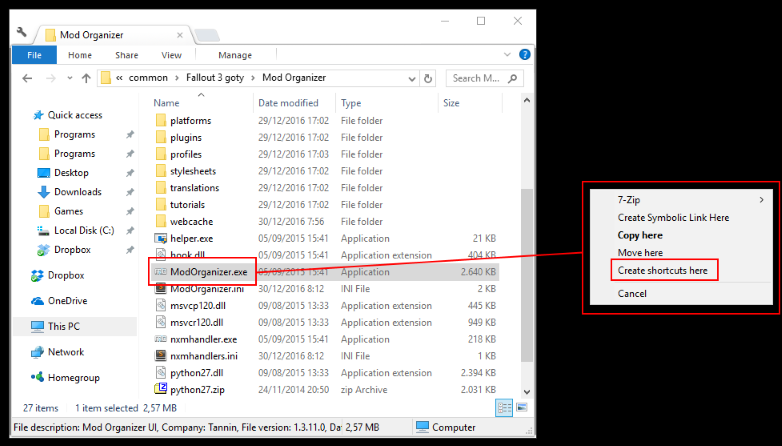 Mod Organizer
File Home Share View Manage
« common > Fallout 3 goty > Mod Organizer Search M...
Name Date modified Type Size
Quick access
Programs
Programs
Desktop
Downloads
Games
Local Disk (C:)
Dropbox
Dropbox
OneDrive
This PC
Network
Homegroup
platforms 29/12/2016 17:02 File folder
plugins 29/12/2016 17:02 File folder
profiles 29/12/2016 17:03 File folder
stylesheets 29/12/2016 17:02 File folder
translations 29/12/2016 17:02 File folder
tutorials 29/12/2016 17:02 File folder
webcache 30/12/2016 7:56 File folder
helper.exe 05/09/2015 15:41 Application 21 KB
hook.dll 05/09/2015 15:41 Application extension 404 KB
ModOrganizer.exe 05/09/2015 15:41 Application 2.640 KB
ModOrganizer.ini 30/12/2016 8:12 INI File 2 KB
msvcp120.dll 09/08/2015 13:33 Application extension 445 KB
msvcr120.dll 09/08/2015 13:33 Application extension 949 KB
nxmhandler.exe 05/09/2015 15:41 Application 218 KB
nxmhandlers.ini 30/12/2016 8:12 INI File 1 KB
python27.dll 09/08/2015 13:33 Application extension 2.394 KB
python27.zip 24/11/2014 20:50 zip Archive 2.031 KB
27 items 1 item selected 2,57 MB
File description: Mod Organizer UI, Company: Tannin, File version: 1.3.11.0, Da 2,57 MB Computer
7-Zip
Create Symbolic Link Here
Copy here
Move here
Create shortcuts here
Cancel